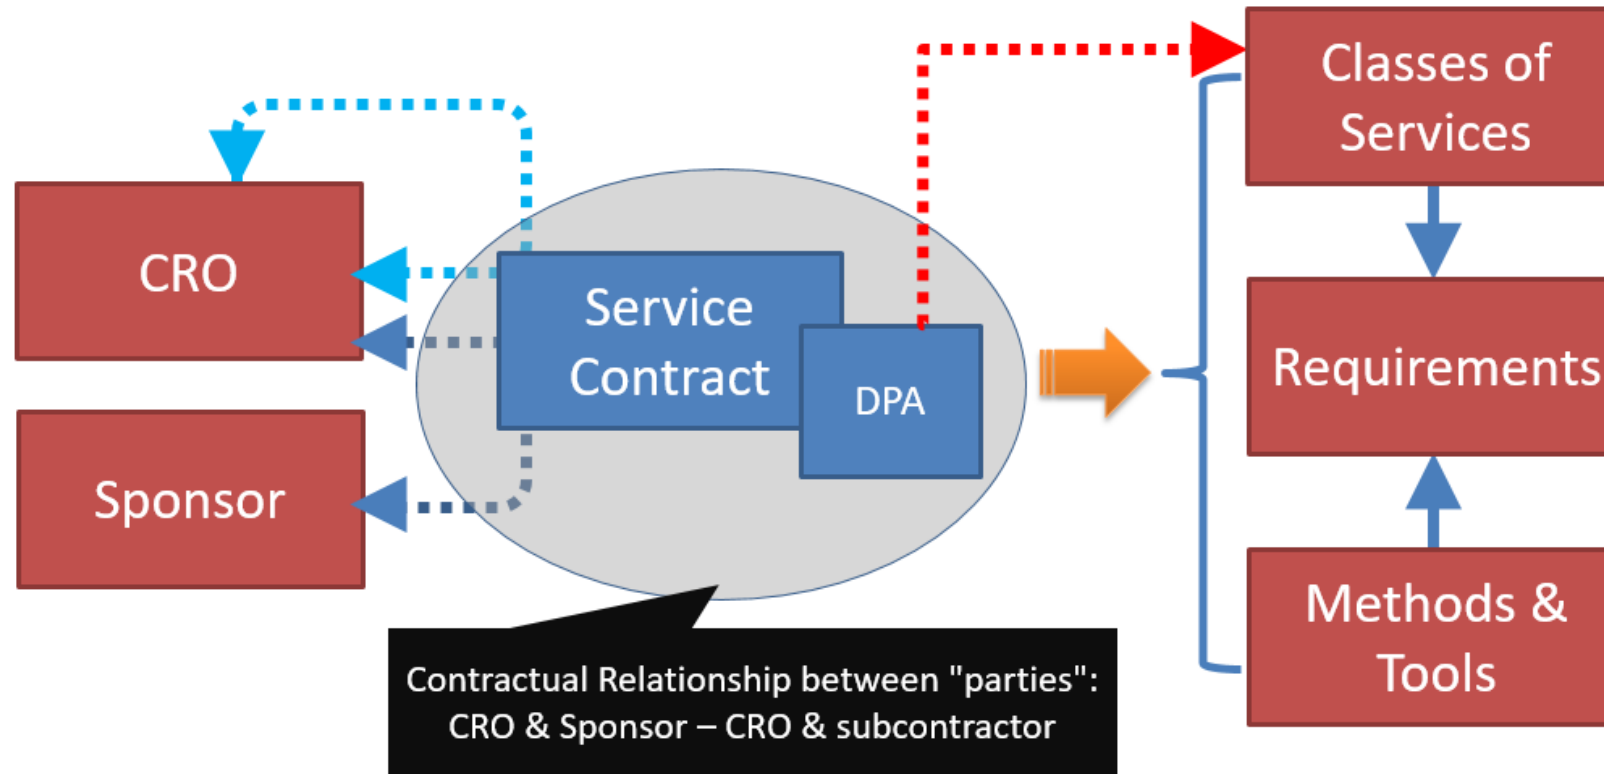 Classes of
Services
CRO
Service
Contract
DPA
Requirements
Sponsor
Methods &
Tools
Contractual Relationship between "parties":
CRO & Sponsor – CRO & subcontractor